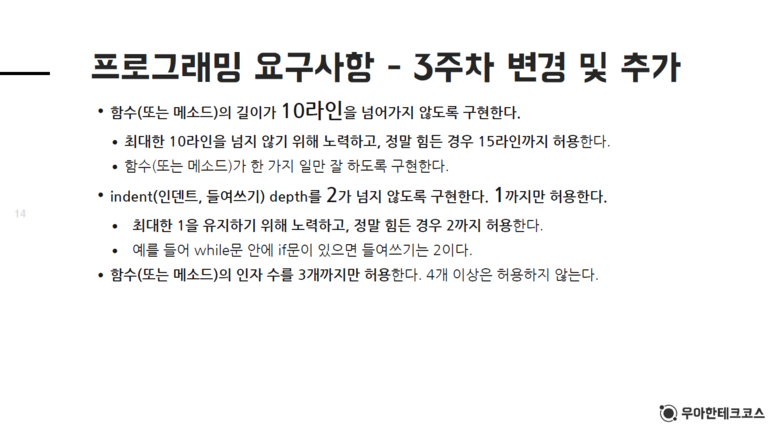 프로그래밍 요구사항 - 3주차 변경 및 추가
• 함수(또는 메소드)의 길이가 10라인을 넘어가지 않도록 구현한다.
• 최대한 10라인을 넘지 않기 위해 노력하고, 정말 힘든 경우 15라인까지 허용한다.
• 함수(또는 메소드)가 한 가지 일만 잘 하도록 구현한다.
• indent(인덴트, 들여쓰기) depth를 2가 넘지 않도록 구현한다. 1까지만 허용한다.
14
• 최대한 1을 유지하기 위해 노력하고, 정말 힘든 경우 2까지 허용한다.
• 예를 들어 while문 안에 if문이 있으면 들여쓰기는 2이다.
• 함수(또는 메소드)의 인자 수를 3개까지만 허용한다. 4개 이상은 허용하지 않는다.
우아한테크코스